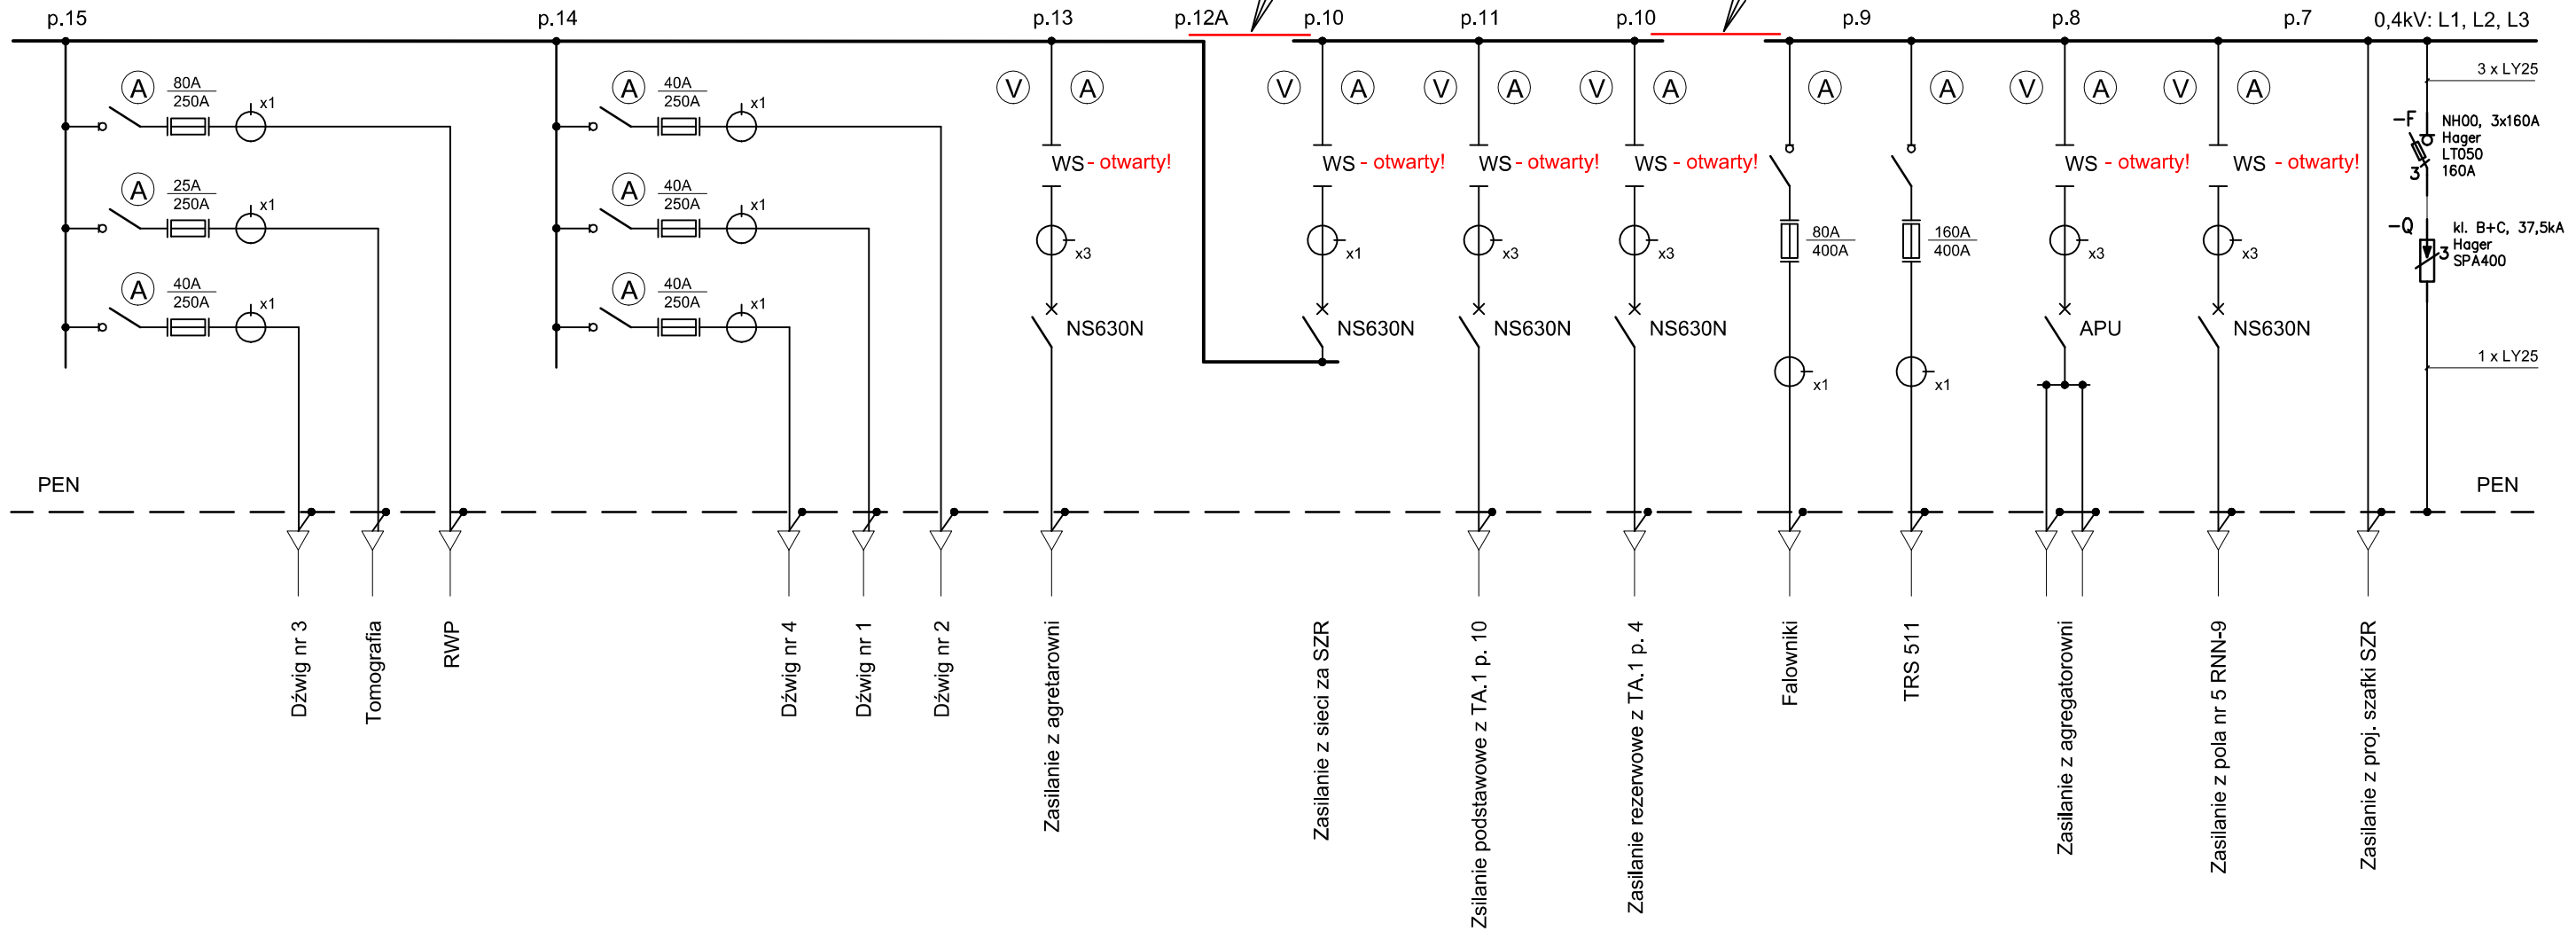 p.15
p.14
p.13
p.12A
p.10
p.11
p.10
p.9
p.8
p.7
0,4kV: L1, L2, L3
A
80A
250A
x1
A
25A
250A
x1
A
40A
250A
x1
A
40A
250A
x1
A
40A
250A
x1
A
40A
250A
x1
V
A
WS - otwarty!
x3
NS630N
V
A
WS - otwarty!
x1
NS630N
V
A
WS - otwarty!
x3
NS630N
V
A
WS - otwarty!
x3
NS630N
A
80A
400A
x1
A
160A
400A
x1
V
A
WS - otwarty!
x3
APU
V
A
WS - otwarty!
x3
NS630N
3 x LY25
-F
3
NH00, 3x160A
Hager
LT050
160A
-Q
3
kl. B+C, 37,5kA
Hager
SPA400
1 x LY25
PEN
PEN
Dźwig nr 3
Tomografia
RWP
Dźwig nr 4
Dźwig nr 1
Dźwig nr 2
Zasilanie z agretarowni
Zasilanie z sieci za SZR
Zsilanie podstawowe z TA.1 p. 10
Zasilanie rezerwowe z TA.1 p. 4
Falowniki
TRS 511
Zasilanie z agregatorowni
Zasilanie z pola nr 5 RNN-9
Zasilanie z proj. szafki SZR